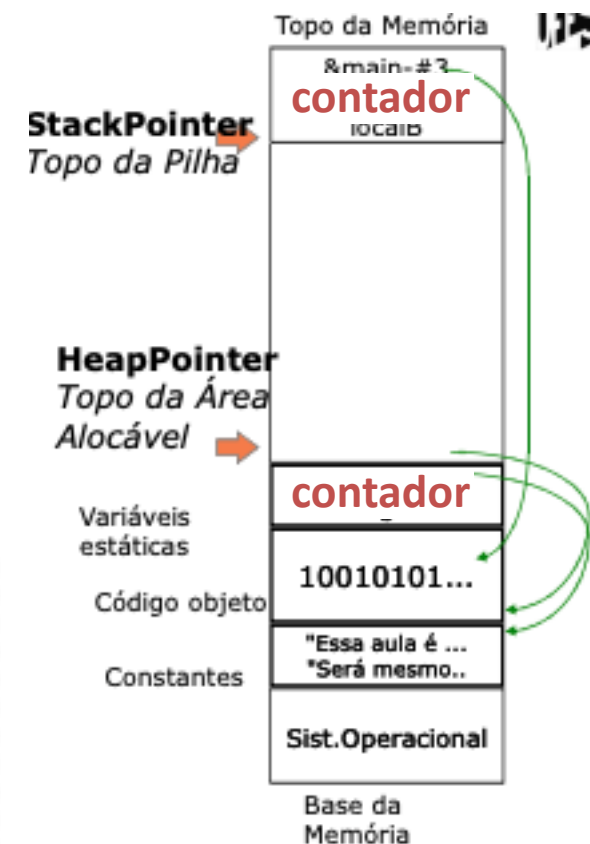 Topo da Memória
&main-#3
contador
localB
StackPointer
Topo da Pilha
HeapPointer
Topo da Área
Alocável
contador
Variáveis
estáticas
10010101...
Código objeto
"Essa aula é ...
"Será mesmo..
Constantes
Sist.Operacional
Base da
Memória